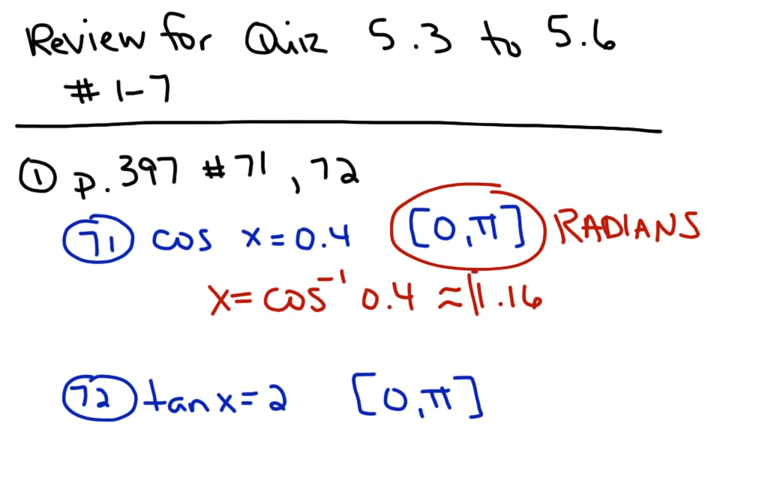 Review for Quiz 5.3 to 5.6
# 1-7
① p.397 #71, 72
71 cos x = 0.4 [0, π] RADIANS
x = cos⁻¹ 0.4 ≈ 1.16
72 tan x = 2 [0, π]